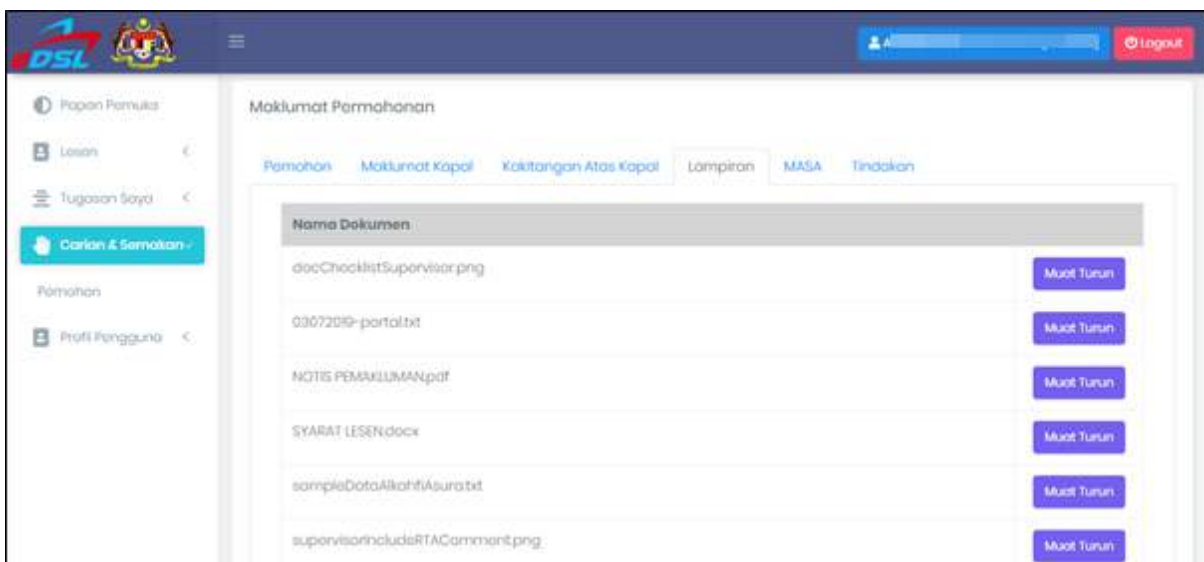 DSL
Logout
Papan Pemuka
Lesen
Tugasan Saya
Carian & Semakan
Pemohon
Profil Pengguna
Maklumat Permohonan
Pemohon Maklumat Kapal Kakitangan Atas Kapal Lampiran MASA Tindakan
Nama Dokumen
docChecklistSupervisor.png Muat Turun
03072019-portal.txt Muat Turun
NOTIS PEMAKLUMAN.pdf Muat Turun
SYARAT LESEN.docx Muat Turun
sampleDataAlkahfiAsura.txt Muat Turun
supervisorIncludeRTAComment.png Muat Turun